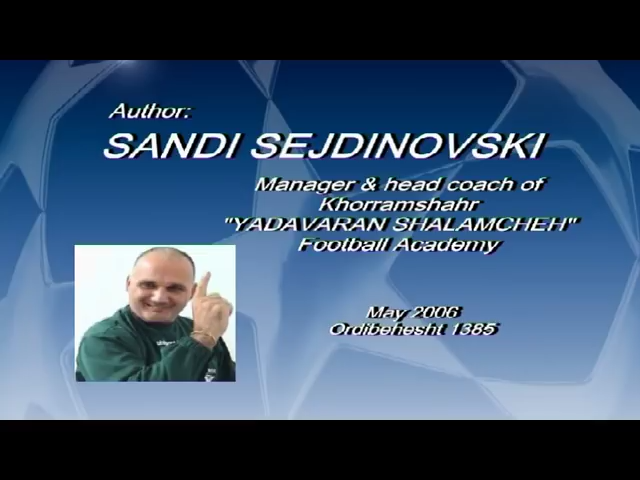 Author:
SANDI SEJDINOVSKI
Manager & head coach of
Khorramshahr
"YADAVARAN SHALAMCHEH"
Football Academy
May 2006
Ordibehesht 1385